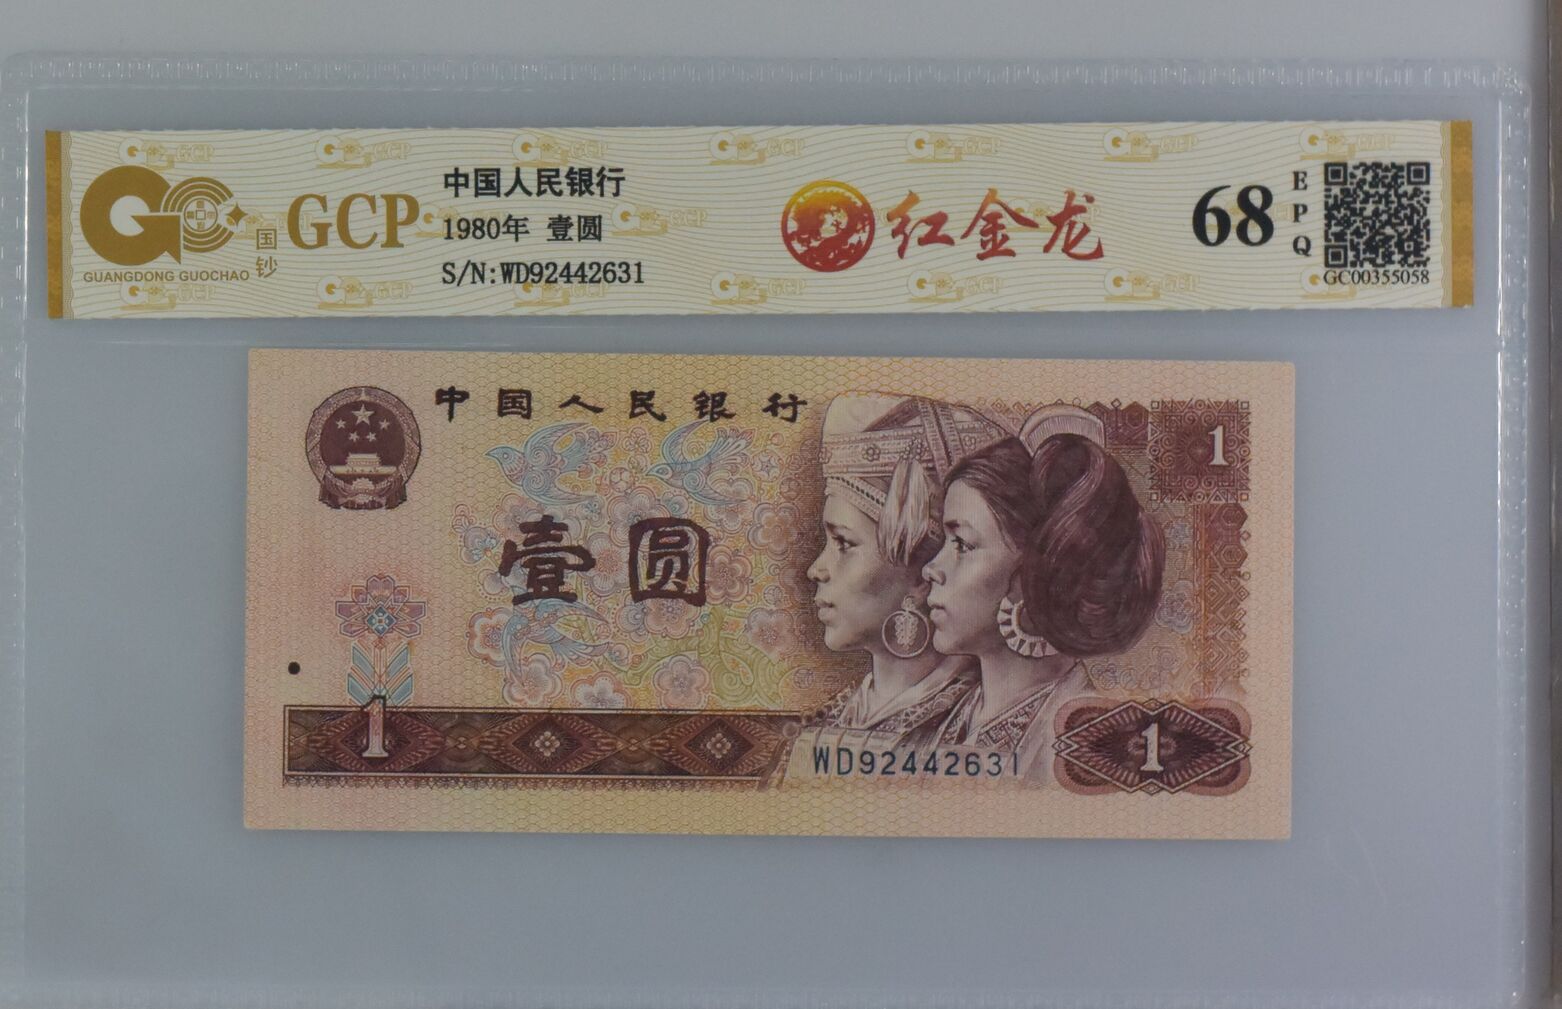 GCP
GUANGDONG GUOCHAO
国钞
中国人民银行
1980年 壹圆
S/N:WD92442631
红金龙
68
EPQ
GC00355058
中国人民银行
1
壹圆
1
WD92442631
1